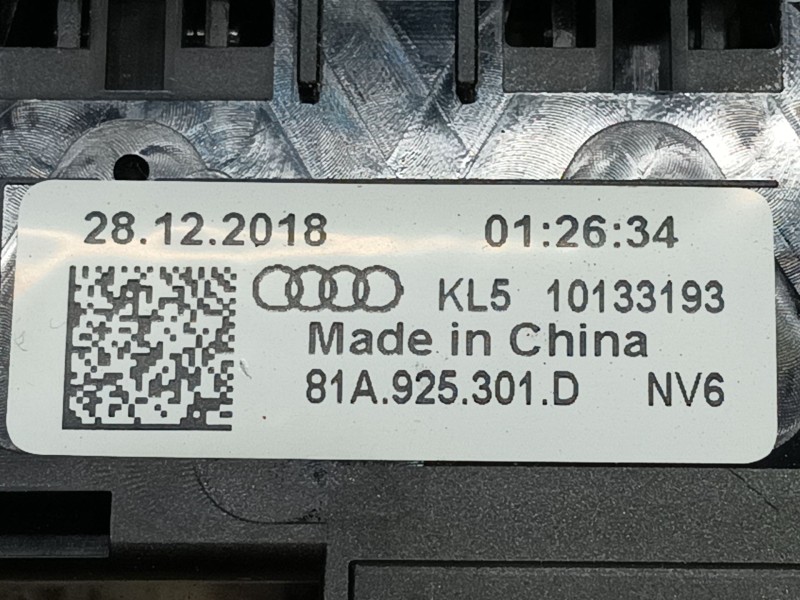 28.12.2018 01:26:34
KL5 10133193
Made in China
81A.925.301.D NV6